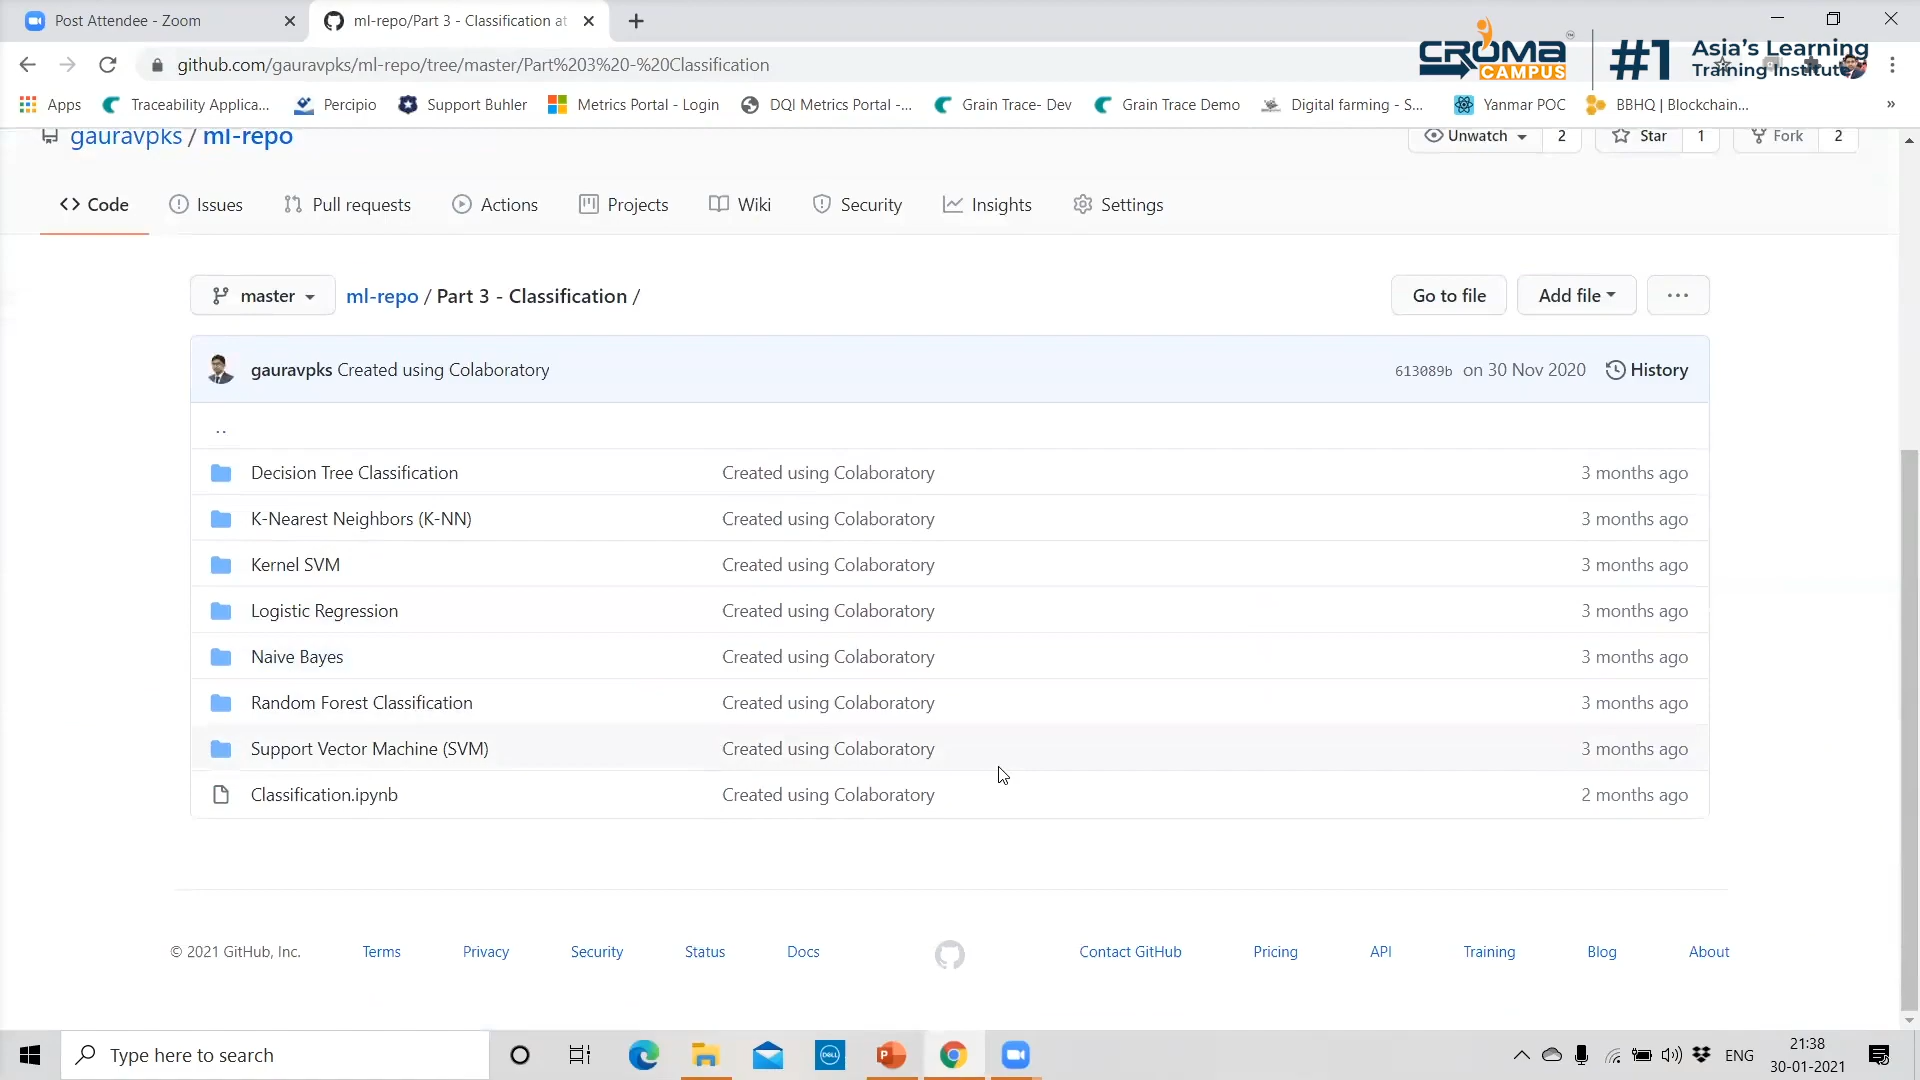 Post Attendee - Zoom
ml-repo/Part 3 - Classification at
github.com/gauravpks/ml-repo/tree/master/Part%203%20-%20Classification
CROMA CAMPUS
#1
Asia's Learning
Training Institute
Apps Traceability Applica... Percipio Support Buhler Metrics Portal - Login DQI Metrics Portal -... Grain Trace- Dev Grain Trace Demo Digital farming - S... Yanmar POC BBHQ | Blockchain... »
gauravpks / ml-repo
Unwatch 2 Star 1 Fork 2
Code Issues Pull requests Actions Projects Wiki Security Insights Settings
master ml-repo / Part 3 - Classification /
Go to file Add file ...
gauravpks Created using Colaboratory 613089b on 30 Nov 2020 History
..
Decision Tree Classification Created using Colaboratory 3 months ago
K-Nearest Neighbors (K-NN) Created using Colaboratory 3 months ago
Kernel SVM Created using Colaboratory 3 months ago
Logistic Regression Created using Colaboratory 3 months ago
Naive Bayes Created using Colaboratory 3 months ago
Random Forest Classification Created using Colaboratory 3 months ago
Support Vector Machine (SVM) Created using Colaboratory 3 months ago
Classification.ipynb Created using Colaboratory 2 months ago
© 2021 GitHub, Inc. Terms Privacy Security Status Docs Contact GitHub Pricing API Training Blog About
Type here to search
DELL
P
ENG
21:38
30-01-2021